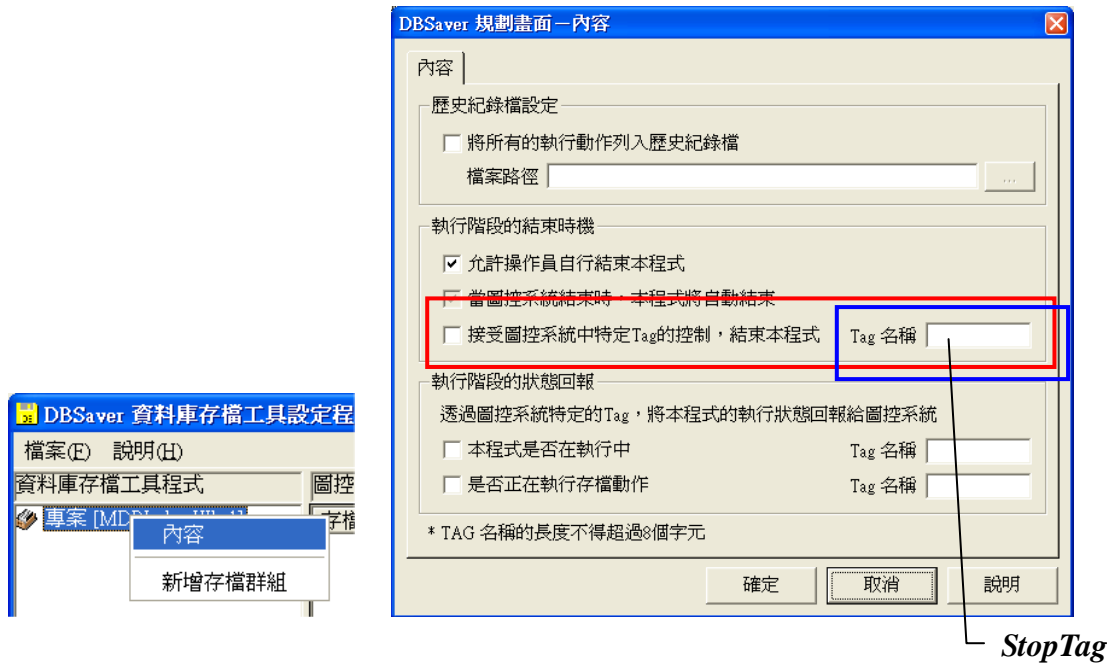 DBSaver 規劃畫面－內容
內容
歷史紀錄檔設定
將所有的執行動作列入歷史紀錄檔
檔案路徑
...
執行階段的結束時機
允許操作員自行結束本程式
當圖控系統結束時，本程式將自動結束
接受圖控系統中特定Tag的控制，結束本程式 Tag 名稱
執行階段的狀態回報
透過圖控系統特定的Tag，將本程式的執行狀態回報給圖控系統
本程式是否在執行中 Tag 名稱
是否正在執行存檔動作 Tag 名稱
* TAG 名稱的長度不得超過8個字元
確定 取消 說明
StopTag
DBSaver 資料庫存檔工具設定程
檔案(F) 說明(H)
資料庫存檔工具程式 圖控
專案 存檔
內容
新增存檔群組